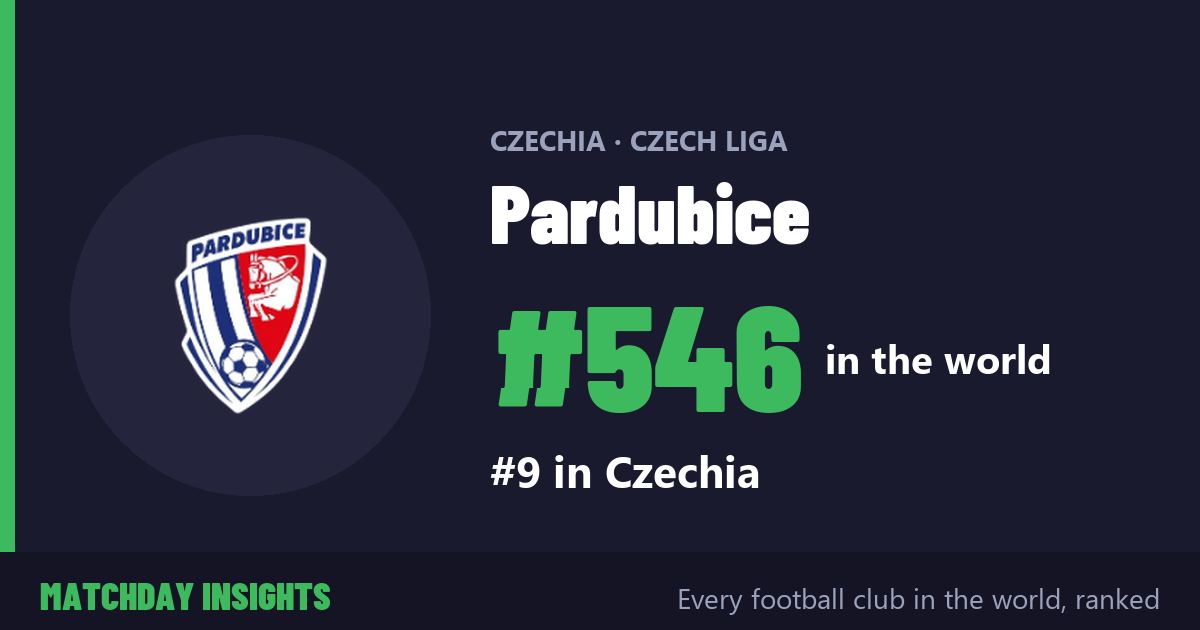 CZECHIA · CZECH LIGA
Pardubice
PARDUBICE
#546 in the world
#9 in Czechia
MATCHDAY INSIGHTS
Every football club in the world, ranked